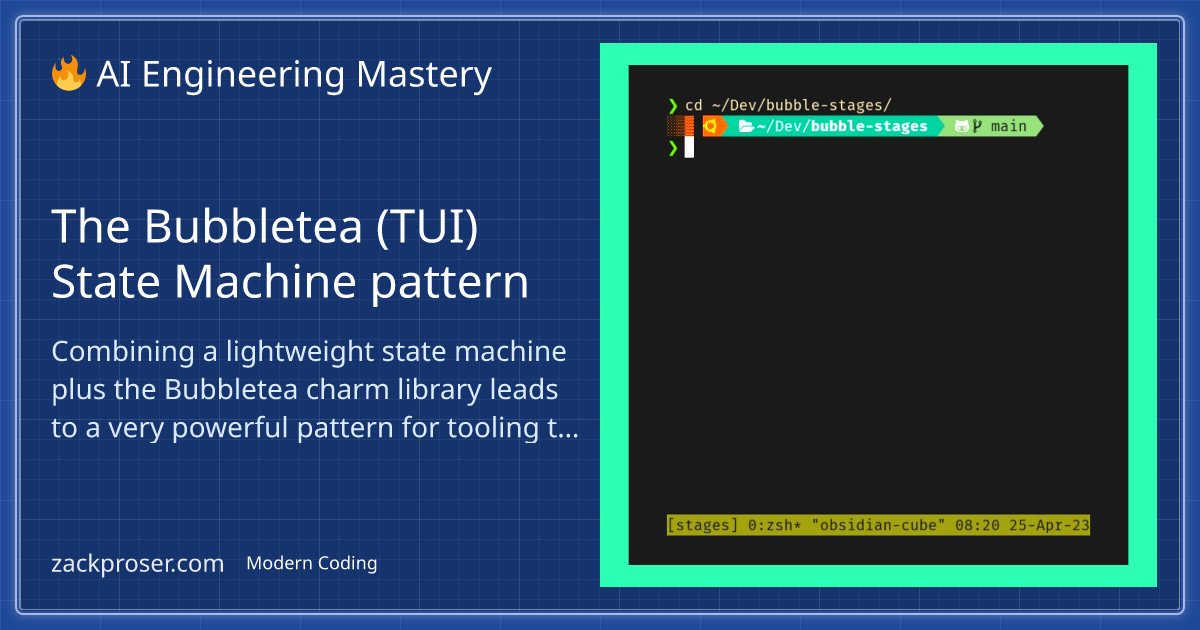 AI Engineering Mastery
The Bubbletea (TUI)
State Machine pattern
Combining a lightweight state machine
plus the Bubbletea charm library leads
to a very powerful pattern for tooling t...
zackproser.com Modern Coding
❯ cd ~/Dev/bubble-stages/
~/Dev/bubble-stages main
❯
[stages] 0:zsh* "obsidian-cube" 08:20 25-Apr-23